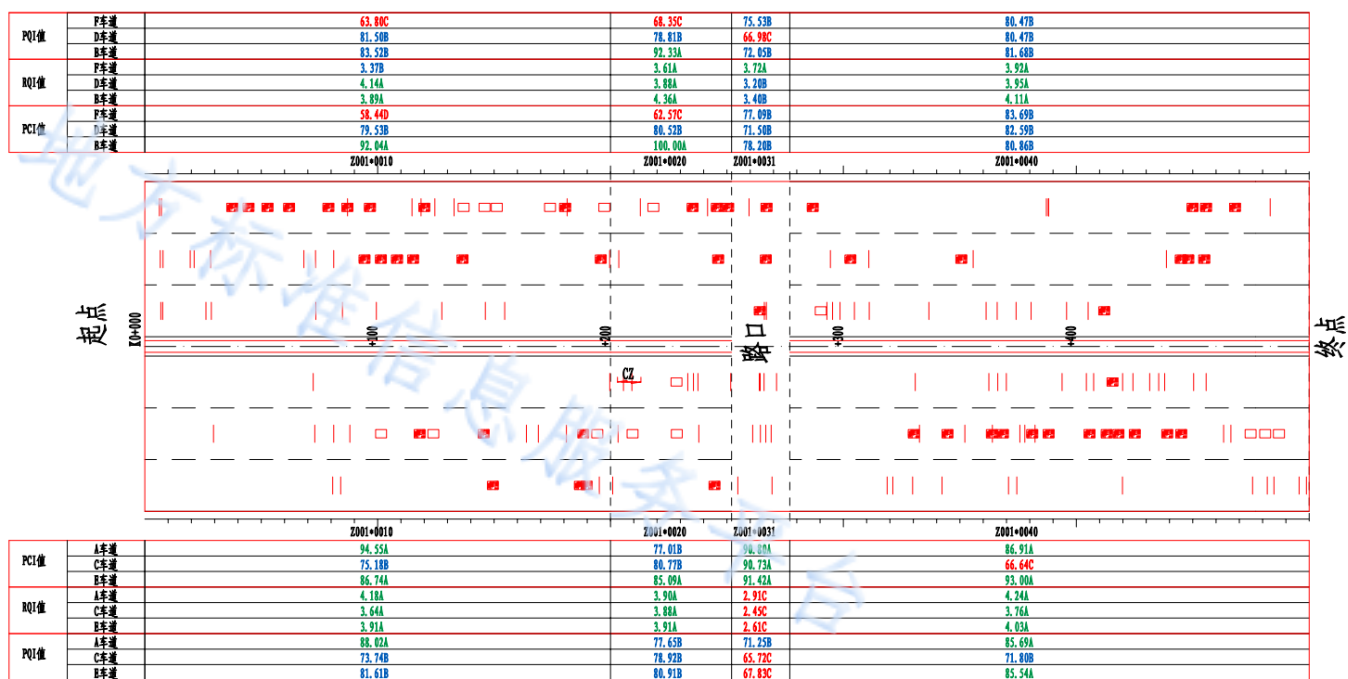 PQI值 F车道 63.80C 68.35C 75.53B 80.47B
D车道 81.50B 78.81B 66.98C 80.47B
B车道 83.52B 92.33A 72.05B 81.68B
RQI值 F车道 3.37B 3.61A 3.72A 3.92A
D车道 4.14A 3.88A 3.20B 3.95A
B车道 3.89A 4.36A 3.40B 4.11A
PCI值 F车道 58.44D 62.57C 77.09B 83.69B
D车道 79.53B 80.52B 71.50B 82.59B
B车道 92.04A 100.00A 78.20B 80.86B
Z001*0010 Z001*0020 Z001*0031 Z001*0040
起点 K0+000 +100 +200 路口 +300 +400 终点
CZ
Z001*0010 Z001*0020 Z001*0031 Z001*0040
PCI值 A车道 94.55A 77.01B 90.80A 86.91A
C车道 75.18B 80.77B 90.73A 66.64C
E车道 86.74A 85.09A 91.42A 93.00A
RQI值 A车道 4.18A 3.90A 2.91C 4.24A
C车道 3.64A 3.88A 2.45C 3.76A
E车道 3.91A 3.91A 2.61C 4.03A
PQI值 A车道 88.02A 77.65B 71.25B 85.69A
C车道 73.74B 78.92B 65.72C 71.80B
E车道 81.61B 80.91B 67.83C 85.54A
地方标准信息服务平台